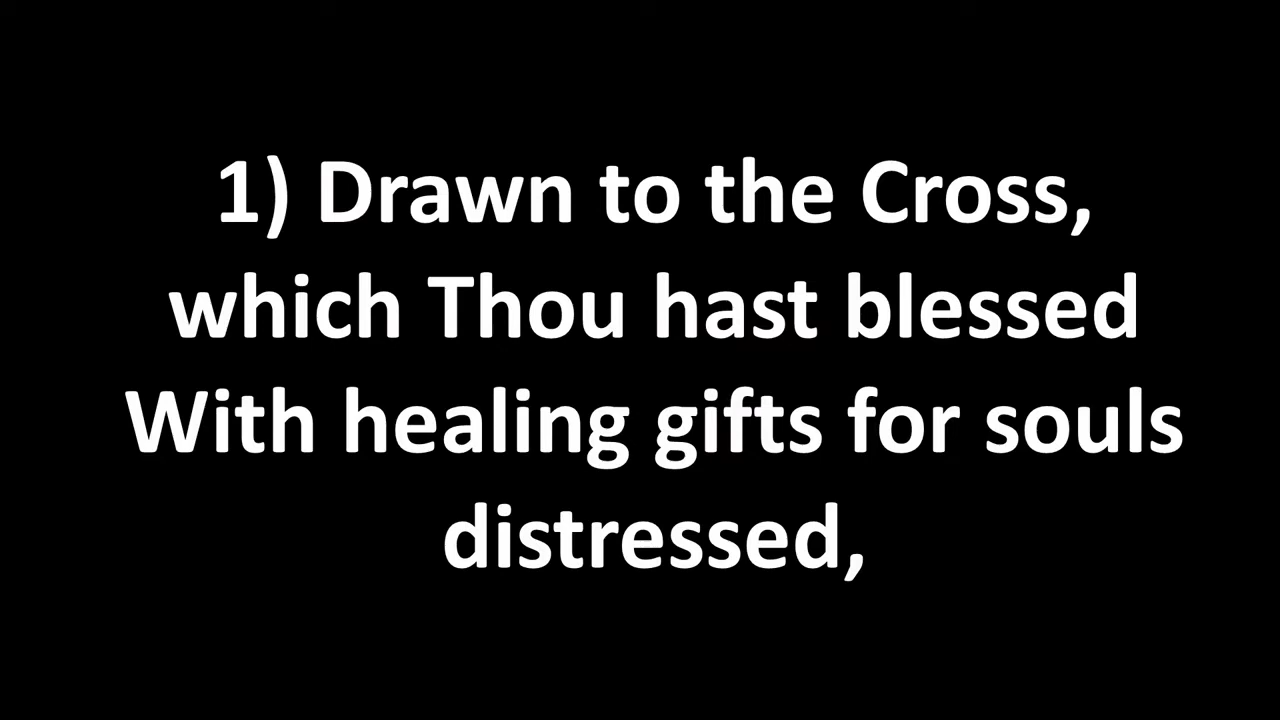 1) Drawn to the Cross,
which Thou hast blessed
With healing gifts for souls
distressed,